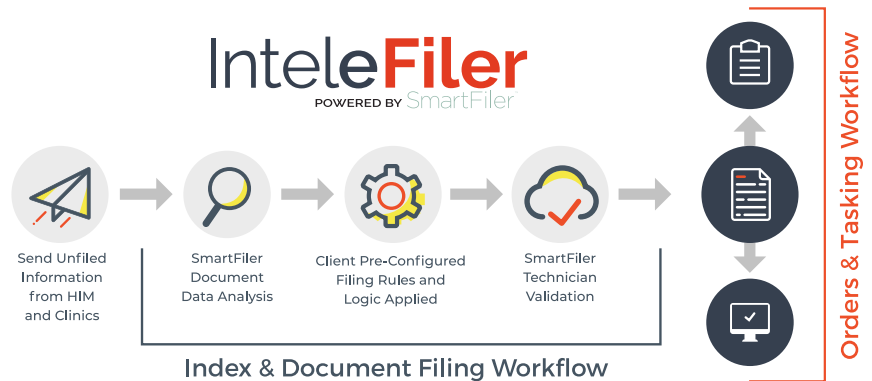 InteleFiler
POWERED BY SmartFiler
Send Unfiled
Information
from HIM
and Clinics
SmartFiler
Document
Data Analysis
Client Pre-Configured
Filing Rules and
Logic Applied
SmartFiler
Technician
Validation
Index & Document Filing Workflow
Orders & Tasking Workflow